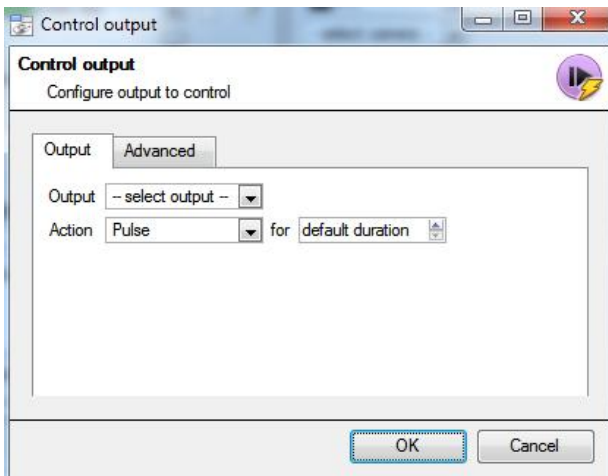 Control output
Control output
Configure output to control
Output Advanced
Output -- select output --
Action Pulse for default duration
OK Cancel